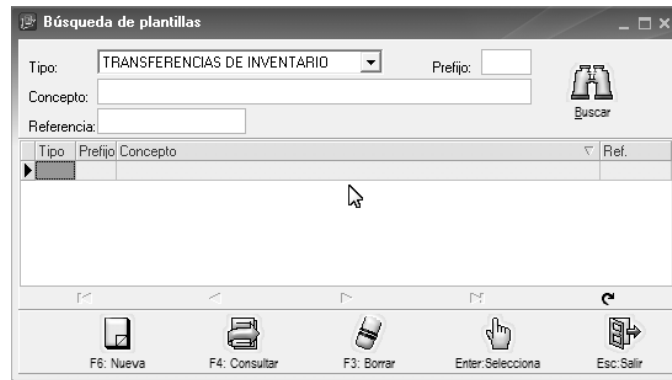 Búsqueda de plantillas
Tipo: TRANSFERENCIAS DE INVENTARIO Prefijo:
Concepto:
Buscar
Referencia:
Tipo Prefijo Concepto Ref.
F6: Nueva F4: Consultar F3: Borrar Enter:Selecciona Esc:Salir